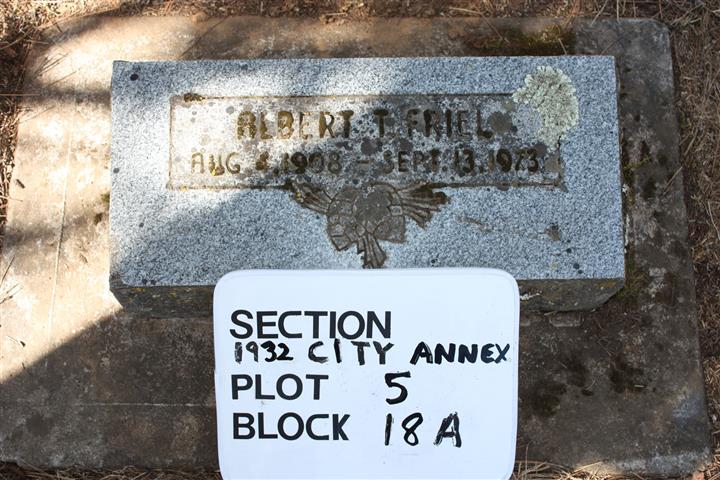 ALBERT T. FRIEL
AUG 4, 1908 - SEPT. 13, 1973
SECTION
1932 CITY ANNEX
PLOT 5
BLOCK 18A